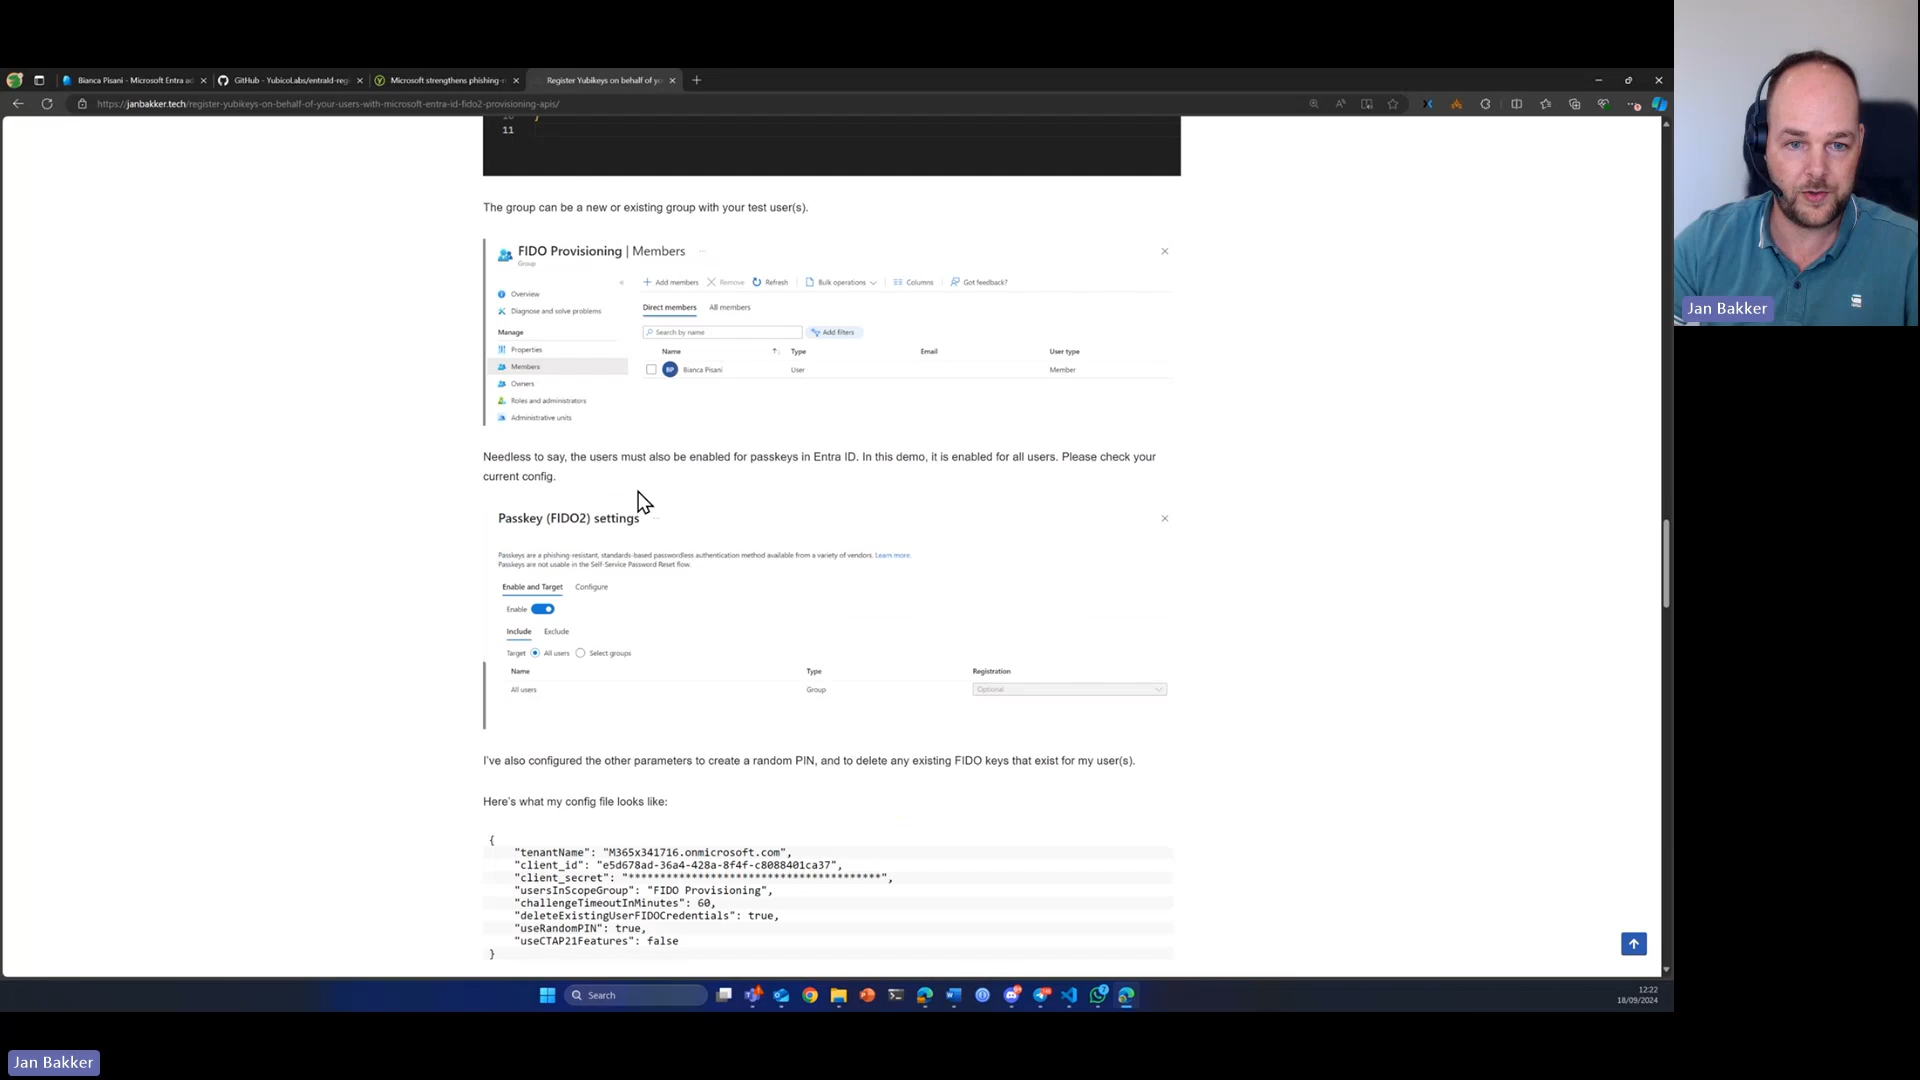 Bianca Pisani - Microsoft Entra ad
GitHub - YubicoLabs/entraId-regi
Microsoft strengthens phishing-r
Register Yubikeys on behalf of yo
https://janbakker.tech/register-yubikeys-on-behalf-of-your-users-with-microsoft-entra-id-fido2-provisioning-apis/
10 }
11
The group can be a new or existing group with your test user(s).
FIDO Provisioning | Members ...
Group
Add members Remove Refresh Bulk operations Columns Got feedback?
Overview
Diagnose and solve problems
Manage
Properties
Members
Owners
Roles and administrators
Administrative units
Direct members All members
Search by name Add filters
Name Type Email User type
BP Bianca Pisani User Member
Needless to say, the users must also be enabled for passkeys in Entra ID. In this demo, it is enabled for all users. Please check your
current config.
Passkey (FIDO2) settings ...
Passkeys are a phishing-resistant, standards-based passwordless authentication method available from a variety of vendors. Learn more.
Passkeys are not usable in the Self-Service Password Reset flow.
Enable and Target Configure
Enable
Include Exclude
Target All users Select groups
Name Type Registration
All users Group Optional
I've also configured the other parameters to create a random PIN, and to delete any existing FIDO keys that exist for my user(s).
Here's what my config file looks like:
{
"tenantName": "M365x341716.onmicrosoft.com",
"client_id": "e5d678ad-36a4-428a-8f4f-c8088401ca37",
"client_secret": "****************************************",
"usersInScopeGroup": "FIDO Provisioning",
"challengeTimeoutInMinutes": 60,
"deleteExistingUserFIDOCredentials": true,
"useRandomPIN": true,
"useCTAP21Features": false
}
Search
12:22
18/09/2024
Jan Bakker
Jan Bakker